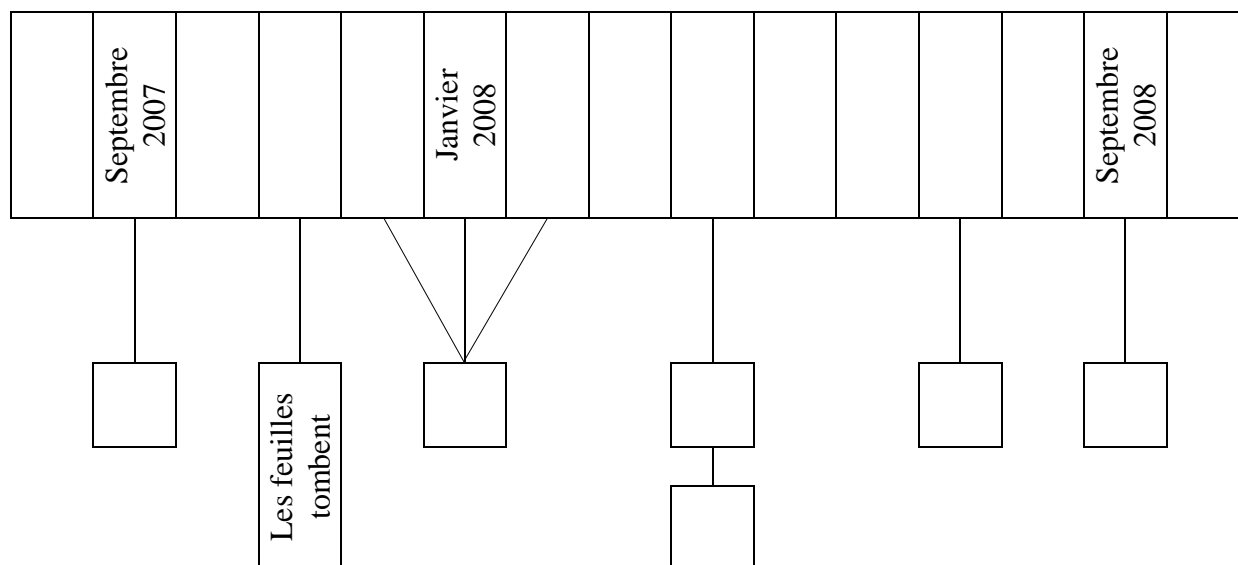 Septembre
2007
Janvier
2008
Septembre
2008
Les feuilles
tombent